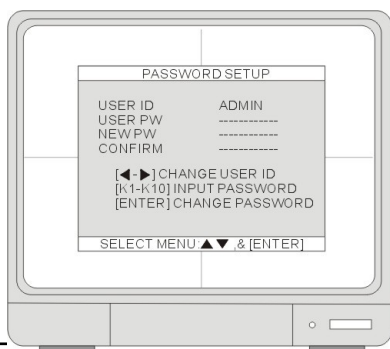 PASSWORD SETUP
USER ID ADMIN
USER PW ------------
NEW PW ------------
CONFIRM ------------
[◀-▶] CHANGE USER ID
[K1-K10] INPUT PASSWORD
[ENTER] CHANGE PASSWORD
SELECT MENU:▲▼ ,& [ENTER]